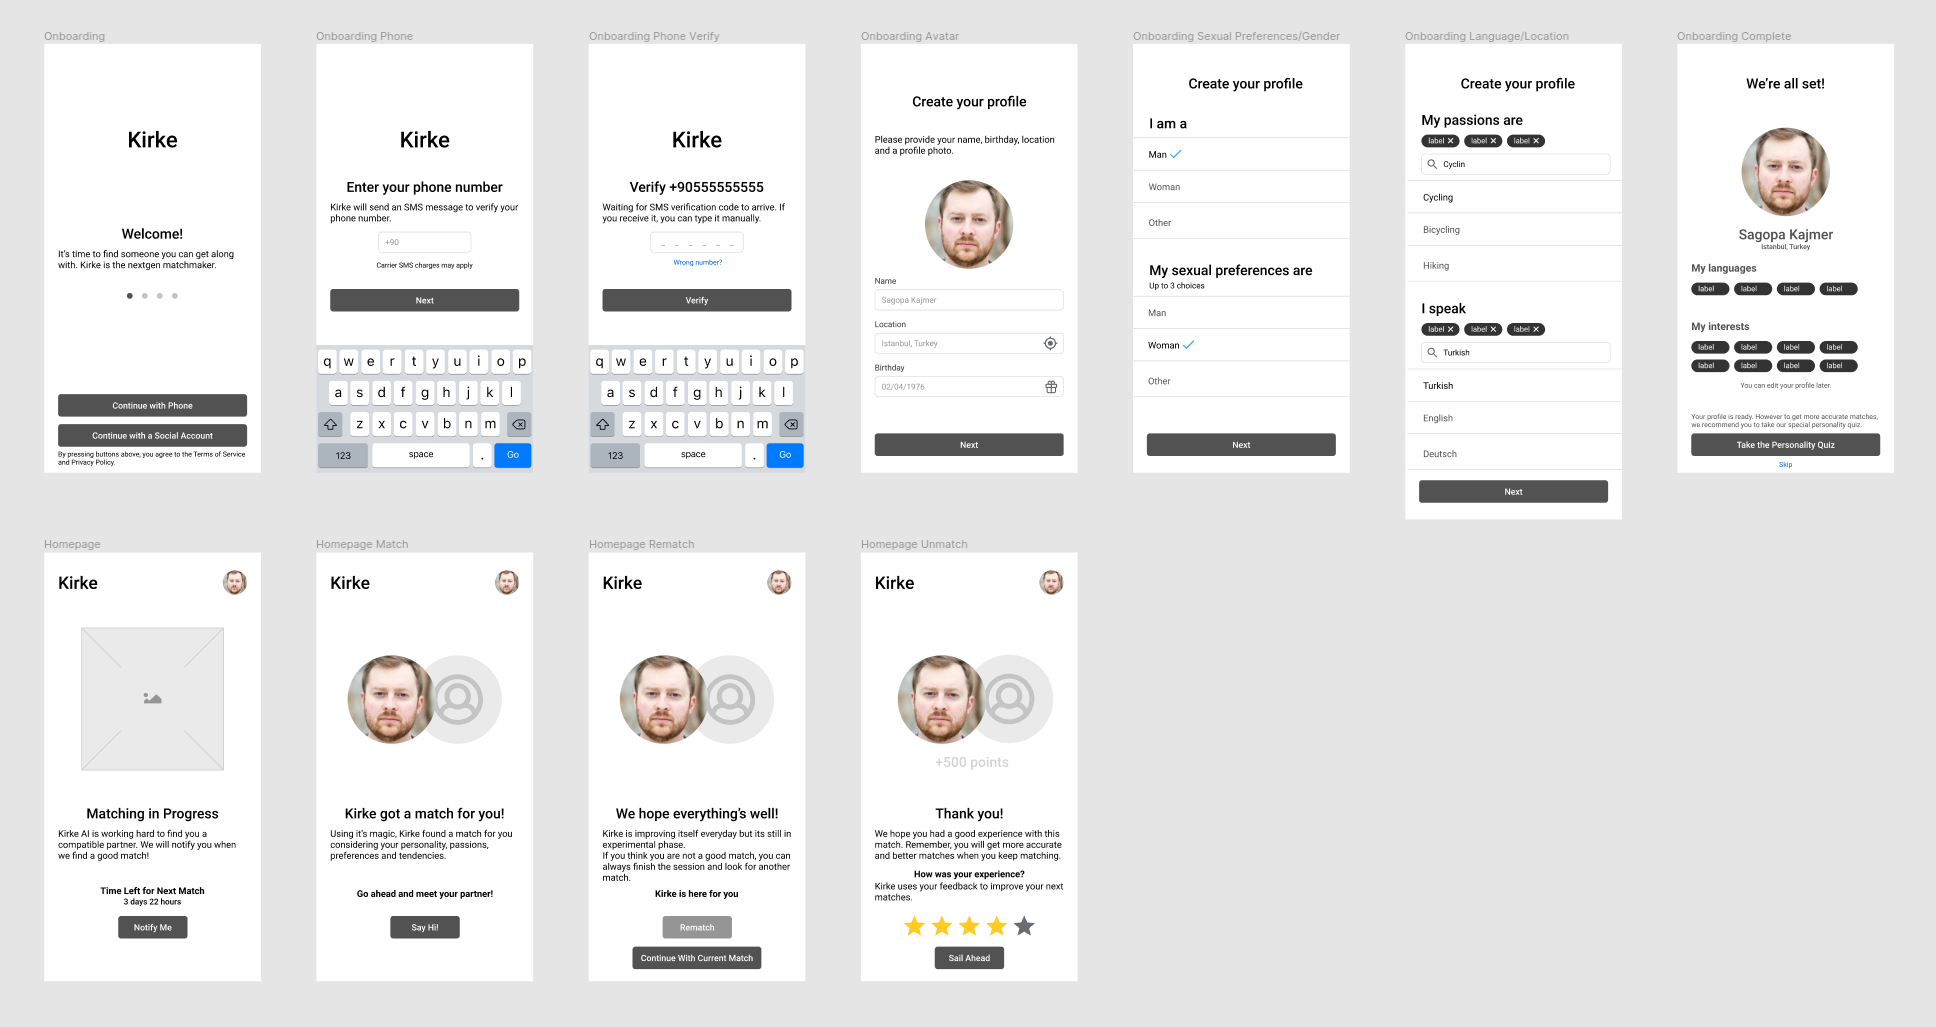 Onboarding
Kirke
Welcome!
It's time to find someone you can get along
with. Kirke is the nextgen matchmaker.
Continue with Phone
Continue with a Social Account
By pressing buttons above, you agree to the Terms of Service
and Privacy Policy.
Onboarding Phone
Kirke
Enter your phone number
Kirke will send an SMS message to verify your
phone number.
+90
Carrier SMS charges may apply
Next
q w e r t y u i o p
a s d f g h j k l
z x c v b n m
123 space . Go
Onboarding Phone Verify
Kirke
Verify +90555555555
Waiting for SMS verification code to arrive. If
you receive it, you can type it manually.
_ _ _ _ _ _
Wrong number?
Verify
q w e r t y u i o p
a s d f g h j k l
z x c v b n m
123 space . Go
Onboarding Avatar
Create your profile
Please provide your name, birthday, location
and a profile photo.
Name
Sagopa Kajmer
Location
Istanbul, Turkey
Birthday
02/04/1976
Next
Onboarding Sexual Preferences/Gender
Create your profile
I am a
Man
Woman
Other
My sexual preferences are
Up to 3 choices
Man
Woman
Other
Next
Onboarding Language/Location
Create your profile
My passions are
label label label
Cyclin
Cycling
Bicycling
Hiking
I speak
label label label
Turkish
Turkish
English
Deutsch
Next
Onboarding Complete
We're all set!
Sagopa Kajmer
Istanbul, Turkey
My languages
label label label label
My interests
label label label label
label label label label
You can edit your profile later.
Your profile is ready. However to get more accurate matches,
we recommend you to take our special personality quiz.
Take the Personality Quiz
Skip
Homepage
Kirke
Matching in Progress
Kirke AI is working hard to find you a
compatible partner. We will notify you when
we find a good match!
Time Left for Next Match
3 days 22 hours
Notify Me
Homepage Match
Kirke
Kirke got a match for you!
Using it's magic, Kirke found a match for you
considering your personality, passions,
preferences and tendencies.
Go ahead and meet your partner!
Say Hi!
Homepage Rematch
Kirke
We hope everything's well!
Kirke is improving itself everyday but its still in
experimental phase.
If you think you are not a good match, you can
always finish the session and look for another
match.
Kirke is here for you
Rematch
Continue With Current Match
Homepage Unmatch
Kirke
+500 points
Thank you!
We hope you had a good experience with this
match. Remember, you will get more accurate
and better matches when you keep matching.
How was your experience?
Kirke uses your feedback to improve your next
matches.
Sail Ahead